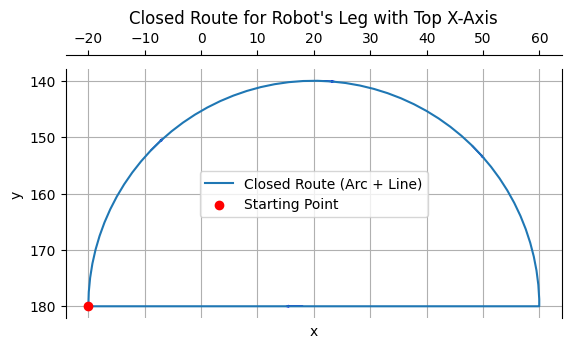 Closed Route for Robot's Leg with Top X-Axis
−20 −10 0 10 20 30 40 50 60
140
150
160
170
180
y
Closed Route (Arc + Line)
Starting Point
x